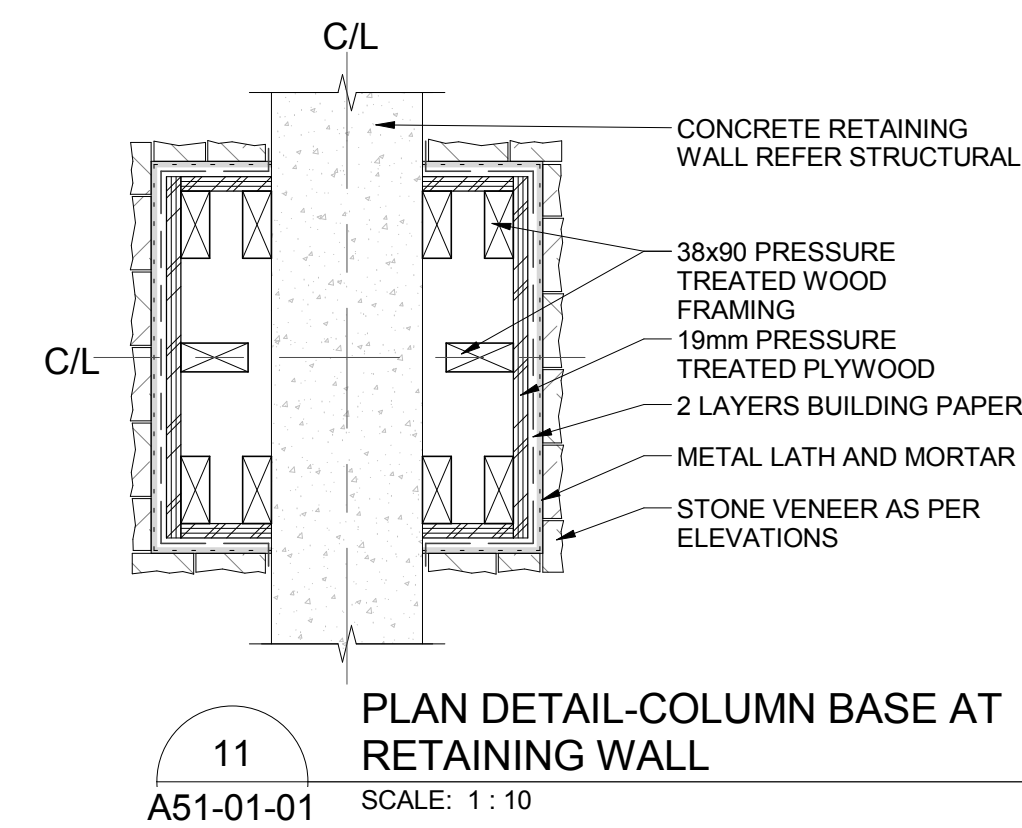 C/L
CONCRETE RETAINING
WALL REFER STRUCTURAL
38x90 PRESSURE
TREATED WOOD
FRAMING
C/L
19mm PRESSURE
TREATED PLYWOOD
2 LAYERS BUILDING PAPER
METAL LATH AND MORTAR
STONE VENEER AS PER
ELEVATIONS
PLAN DETAIL-COLUMN BASE AT
RETAINING WALL
11
A51-01-01
SCALE: 1 : 10